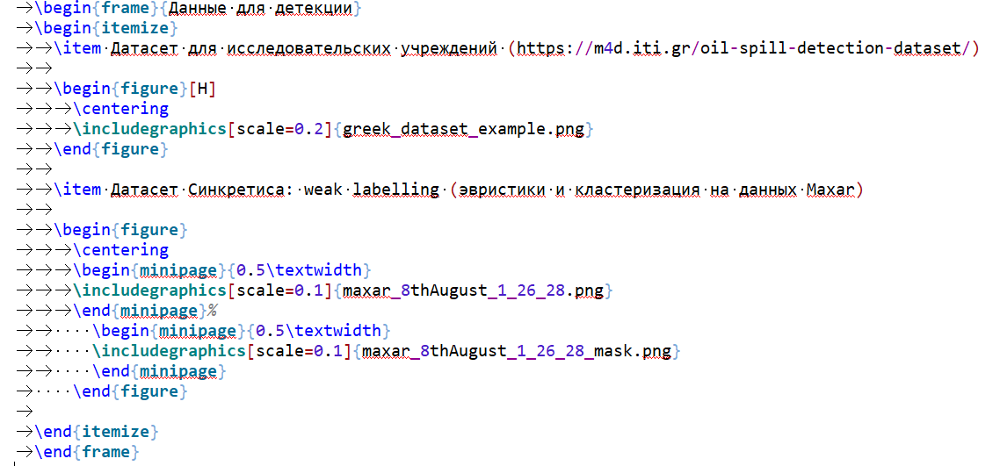 \begin{frame}{Данные для детекции}
\begin{itemize}
\item Датасет для исследовательских учреждений (https://m4d.iti.gr/oil-spill-detection-dataset/)
\begin{figure}[H]
\centering
\includegraphics[scale=0.2]{greek_dataset_example.png}
\end{figure}
\item Датасет Синкретиса: weak labelling (эвристики и кластеризация на данных Maxar)
\begin{figure}
\centering
\begin{minipage}{0.5\textwidth}
\includegraphics[scale=0.1]{maxar_8thAugust_1_26_28.png}
\end{minipage}%
\begin{minipage}{0.5\textwidth}
\includegraphics[scale=0.1]{maxar_8thAugust_1_26_28_mask.png}
\end{minipage}
\end{figure}
\end{itemize}
\end{frame}